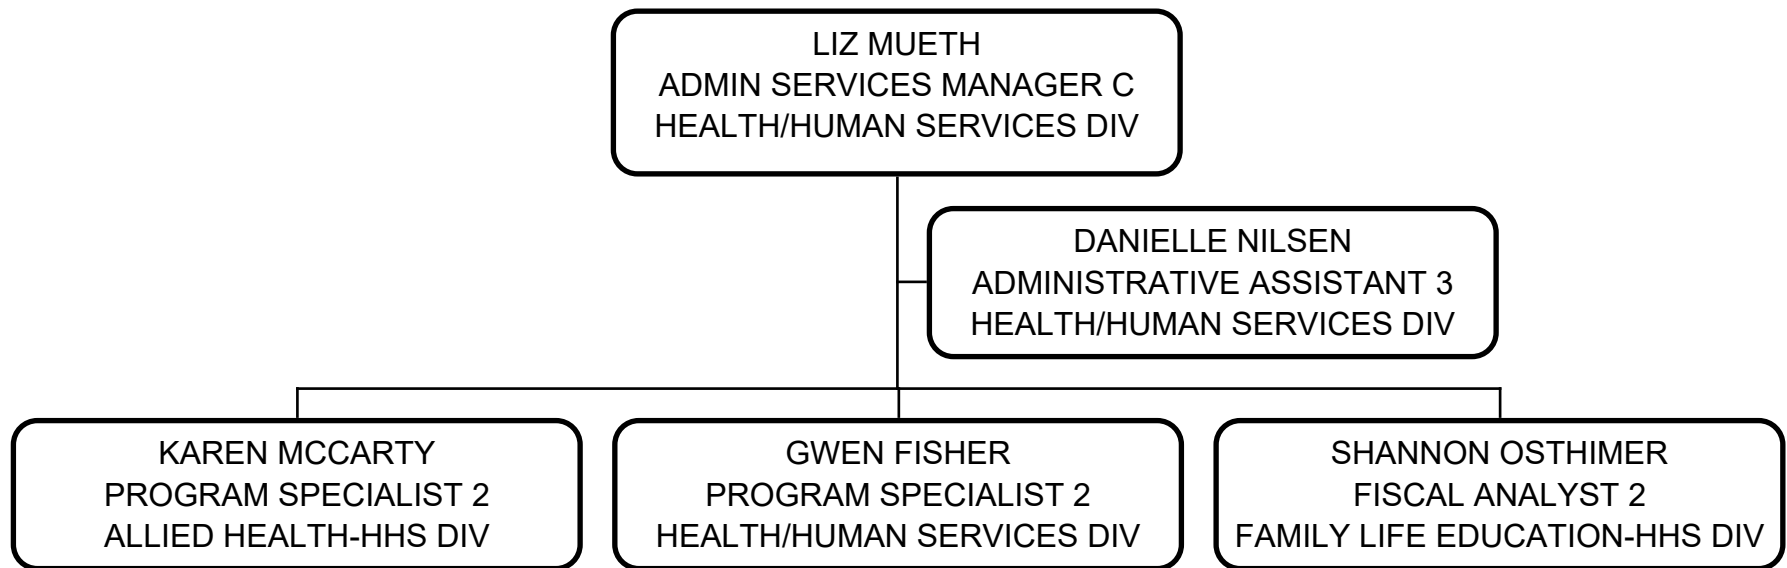 LIZ MUETH
ADMIN SERVICES MANAGER C
HEALTH/HUMAN SERVICES DIV
DANIELLE NILSEN
ADMINISTRATIVE ASSISTANT 3
HEALTH/HUMAN SERVICES DIV
KAREN MCCARTY
PROGRAM SPECIALIST 2
ALLIED HEALTH-HHS DIV
GWEN FISHER
PROGRAM SPECIALIST 2
HEALTH/HUMAN SERVICES DIV
SHANNON OSTHIMER
FISCAL ANALYST 2
FAMILY LIFE EDUCATION-HHS DIV